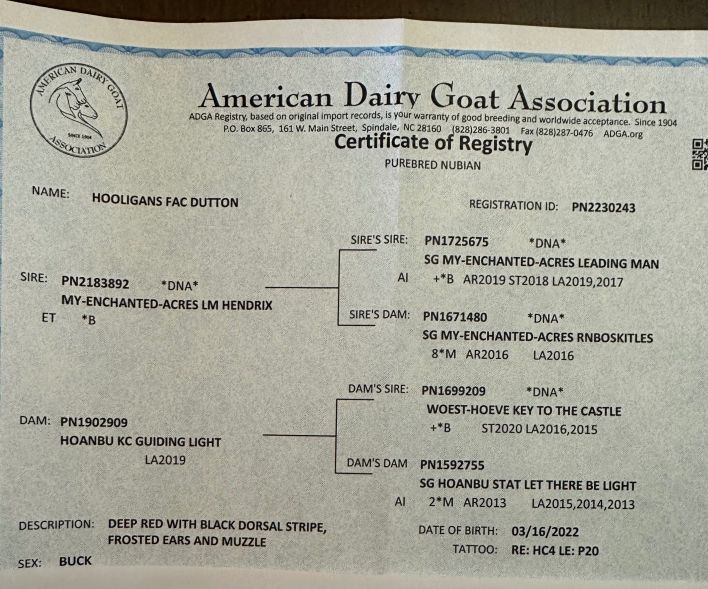 AMERICAN DAIRY GOAT
SINCE 1904
ASSOCIATION
American Dairy Goat Association
ADGA Registry, based on original import records, is your warranty of good breeding and worldwide acceptance. Since 1904
P.O. Box 865, 161 W. Main Street, Spindale, NC 28160 (828)286-3801 Fax (828)287-0476 ADGA.org
Certificate of Registry
PUREBRED NUBIAN
NAME: HOOLIGANS FAC DUTTON
REGISTRATION ID: PN2230243
SIRE'S SIRE: PN1725675 *DNA*
SG MY-ENCHANTED-ACRES LEADING MAN
AI +*B AR2019 ST2018 LA2019,2017
SIRE: PN2183892 *DNA*
MY-ENCHANTED-ACRES LM HENDRIX
ET *B
SIRE'S DAM: PN1671480 *DNA*
SG MY-ENCHANTED-ACRES RNBOSKITLES
8*M AR2016 LA2016
DAM'S SIRE: PN1699209 *DNA*
WOEST-HOEVE KEY TO THE CASTLE
+*B ST2020 LA2016,2015
DAM: PN1902909
HOANBU KC GUIDING LIGHT
LA2019
DAM'S DAM PN1592755
SG HOANBU STAT LET THERE BE LIGHT
AI 2*M AR2013 LA2015,2014,2013
DESCRIPTION: DEEP RED WITH BLACK DORSAL STRIPE,
FROSTED EARS AND MUZZLE
DATE OF BIRTH: 03/16/2022
TATTOO: RE: HC4 LE: P20
SEX: BUCK